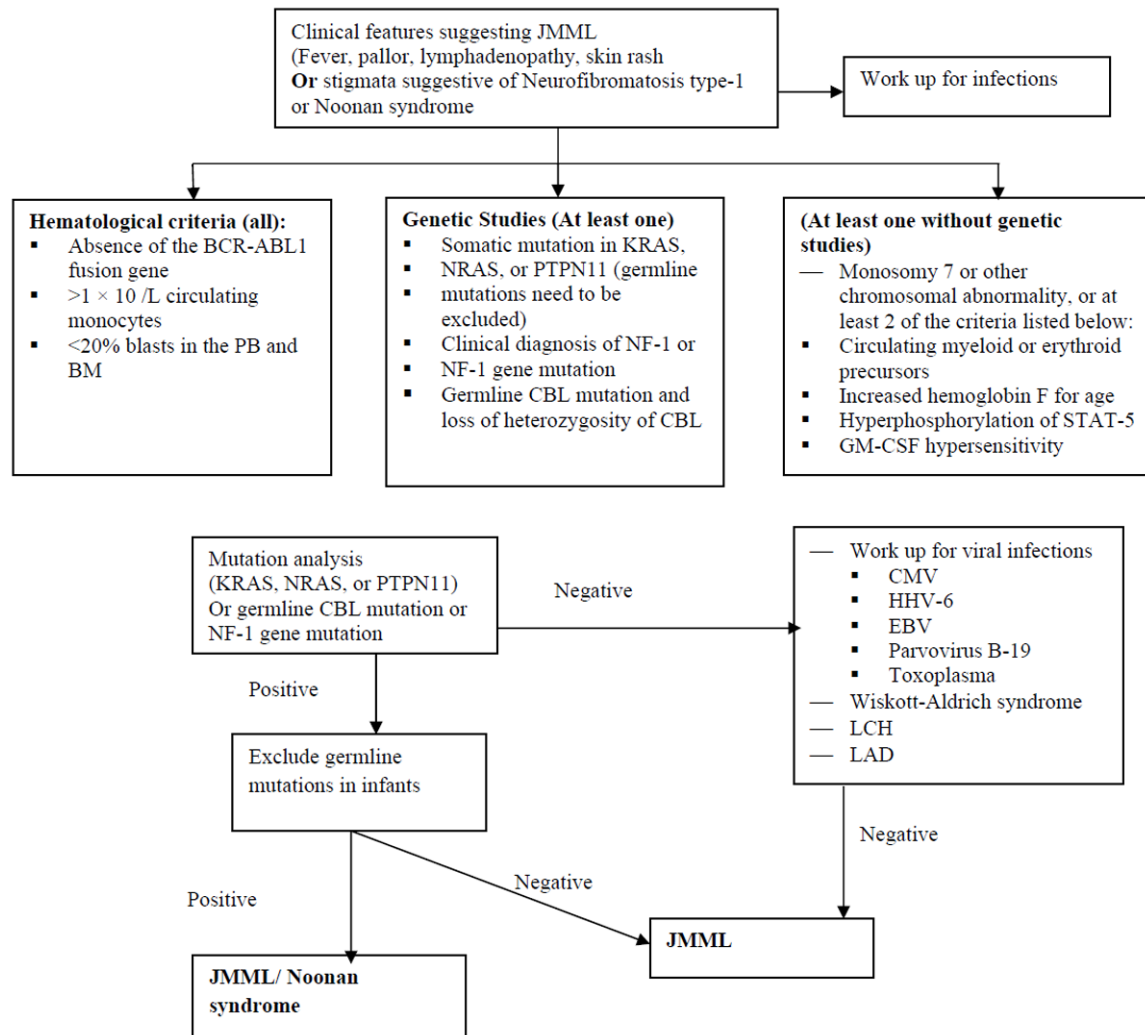 Clinical features suggesting JMML
(Fever, pallor, lymphadenopathy, skin rash
Or stigmata suggestive of Neurofibromatosis type-1
or Noonan syndrome
Work up for infections
Hematological criteria (all):
▪ Absence of the BCR-ABL1
fusion gene
▪ >1 × 10 /L circulating
monocytes
▪ <20% blasts in the PB and
BM
Genetic Studies (At least one)
▪ Somatic mutation in KRAS,
▪ NRAS, or PTPN11 (germline
▪ mutations need to be
excluded)
▪ Clinical diagnosis of NF-1 or
▪ NF-1 gene mutation
▪ Germline CBL mutation and
loss of heterozygosity of CBL
(At least one without genetic
studies)
— Monosomy 7 or other
chromosomal abnormality, or at
least 2 of the criteria listed below:
▪ Circulating myeloid or erythroid
precursors
▪ Increased hemoglobin F for age
▪ Hyperphosphorylation of STAT-5
▪ GM-CSF hypersensitivity
Mutation analysis
(KRAS, NRAS, or PTPN11)
Or germline CBL mutation or
NF-1 gene mutation
Negative
— Work up for viral infections
▪ CMV
▪ HHV-6
▪ EBV
▪ Parvovirus B-19
▪ Toxoplasma
— Wiskott-Aldrich syndrome
— LCH
— LAD
Positive
Exclude germline
mutations in infants
Negative
Positive
Negative
JMML
JMML/ Noonan
syndrome